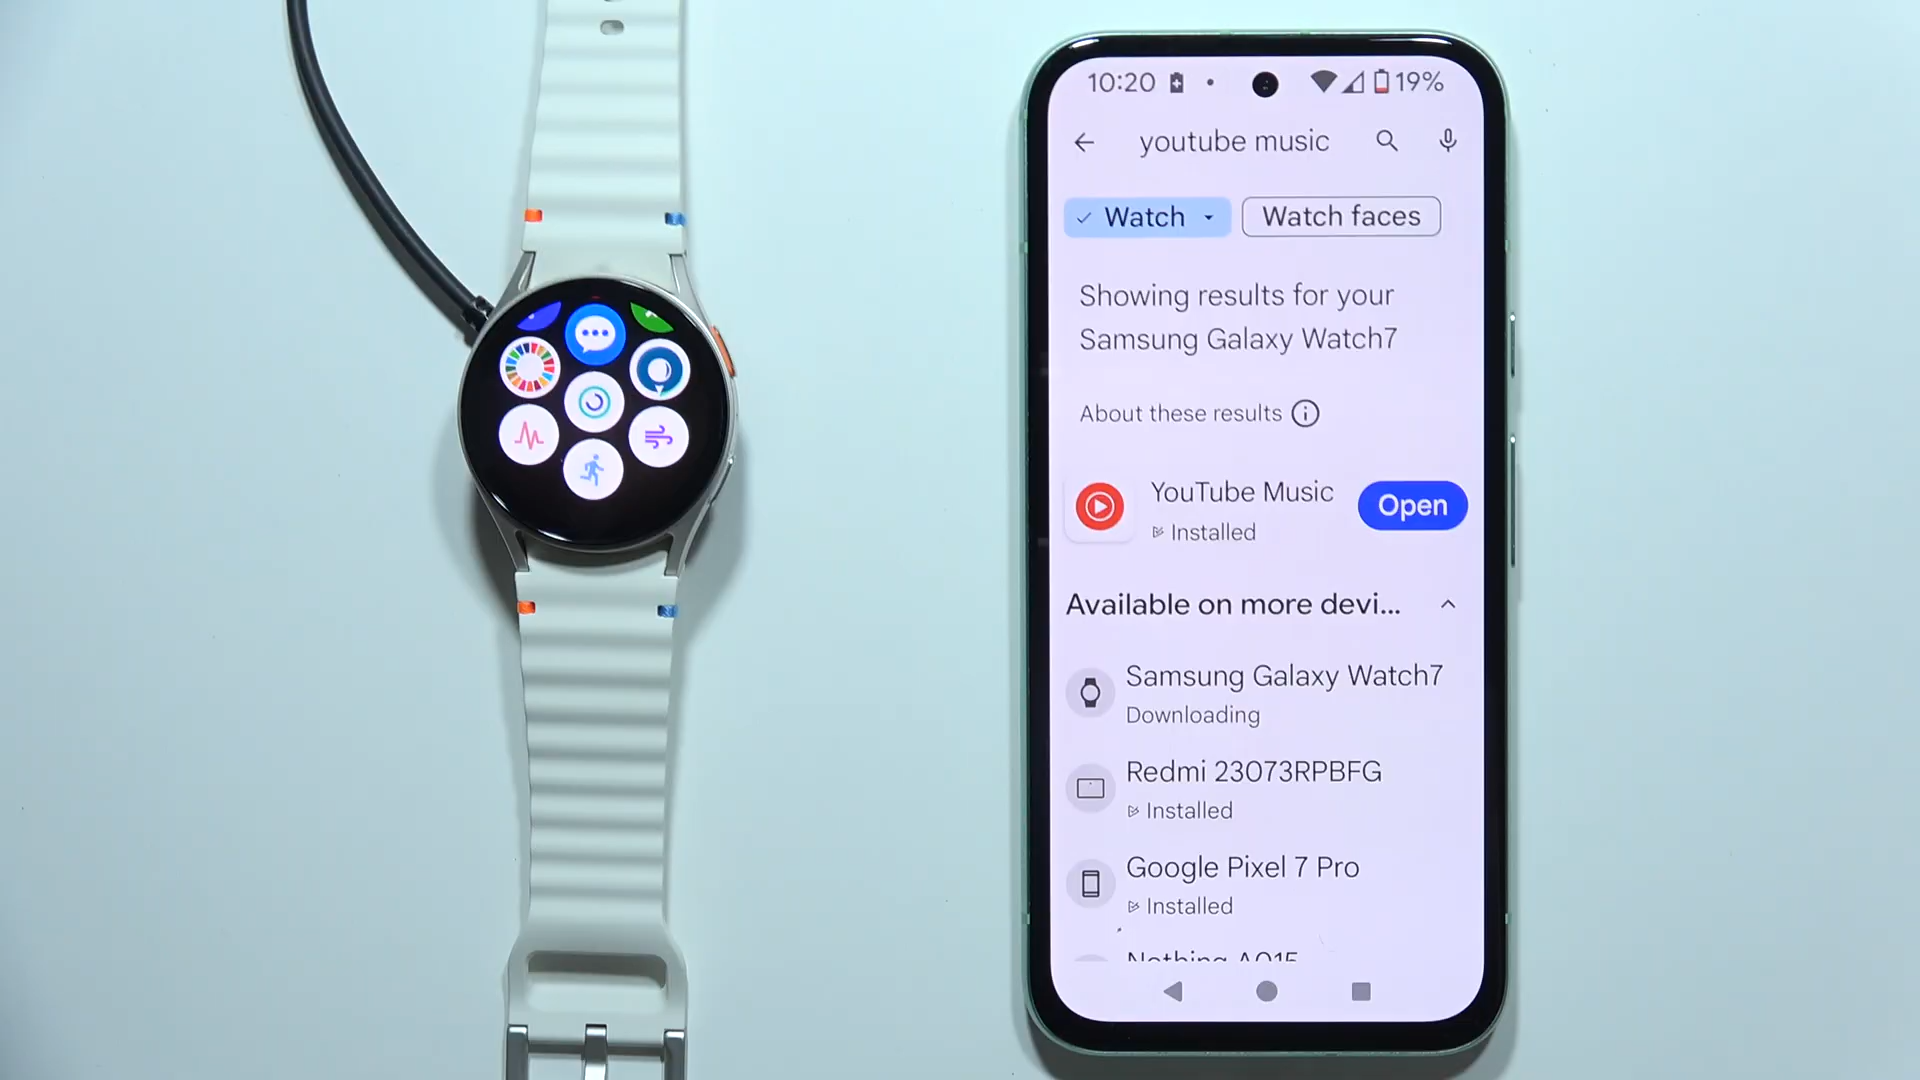 10:20
19%
youtube music
Watch
Watch faces
Showing results for your
Samsung Galaxy Watch7
About these results
YouTube Music
Installed
Open
Available on more devi...
Samsung Galaxy Watch7
Downloading
Redmi 23073RPBFG
Installed
Google Pixel 7 Pro
Installed
Nothing A015